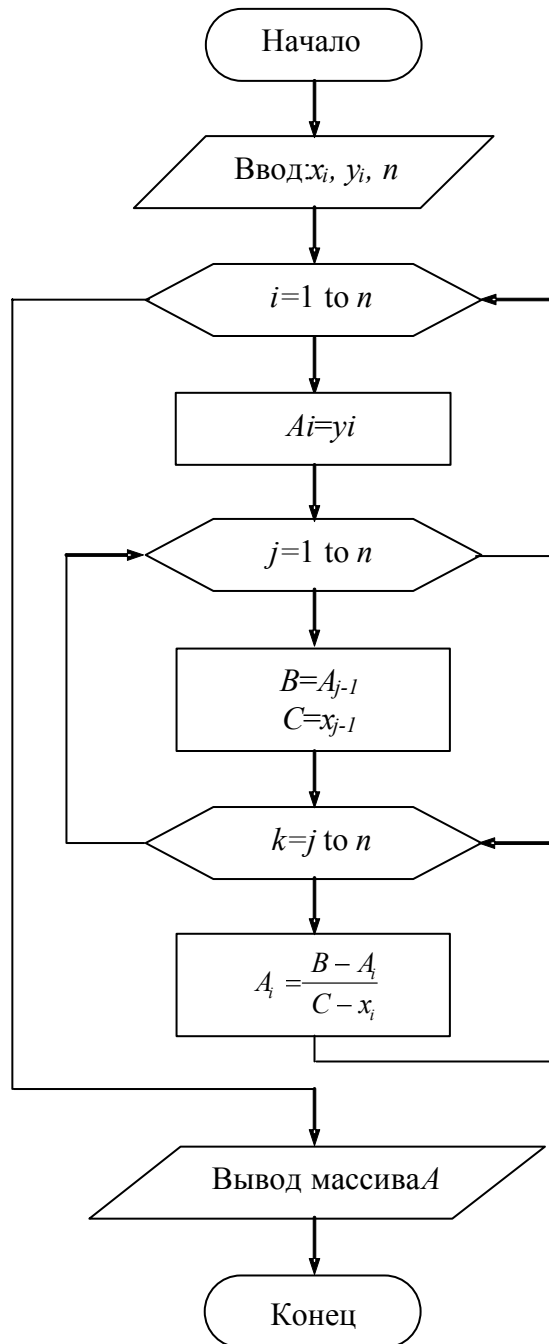 Начало
Ввод:xᵢ, yᵢ, n
i=1 to n
Ai=yi
j=1 to n
B=Aⱼ₋₁
C=xⱼ₋₁
k=j to n
Aᵢ = (B − Aᵢ) / (C − xᵢ)
Вывод массиваA
Конец